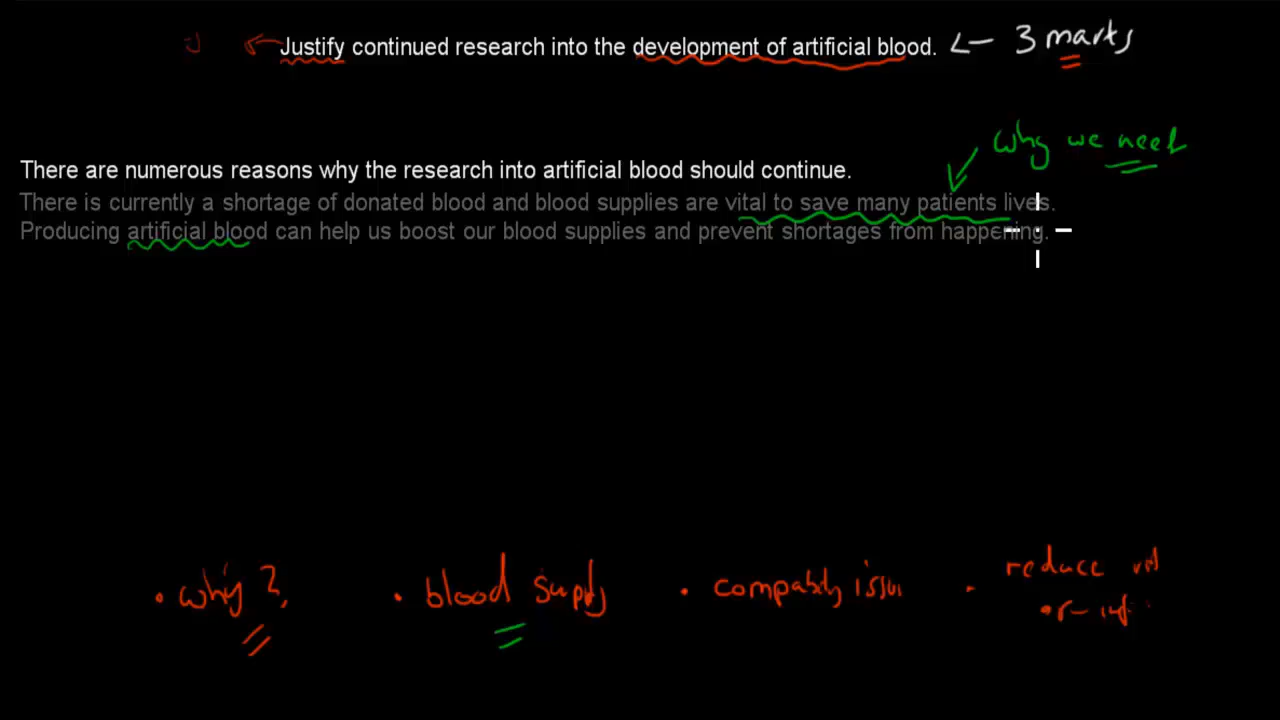 Justify continued research into the development of artificial blood. <- 3 marks
why we need
There are numerous reasons why the research into artificial blood should continue.
There is currently a shortage of donated blood and blood supplies are vital to save many patients lives.
Producing artificial blood can help us boost our blood supplies and prevent shortages from happening.
• why?
• blood supply
• compatibly issu
• reduce